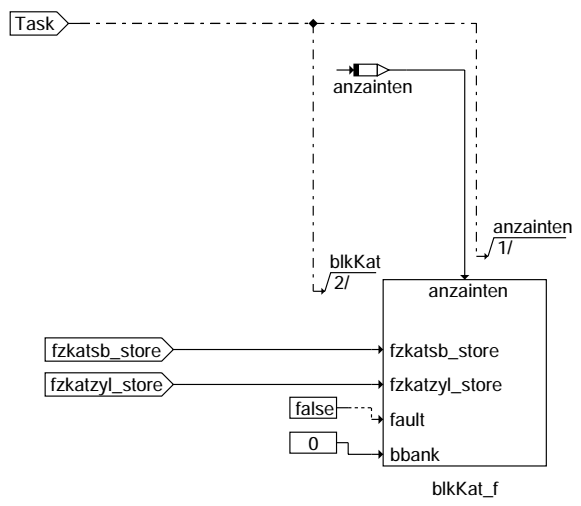 Task
anzainten
anzainten
1/
blkKat
2/
anzainten
fzkatsb_store
fzkatsb_store
fzkatzyl_store
fzkatzyl_store
false
fault
0
bbank
blkKat_f